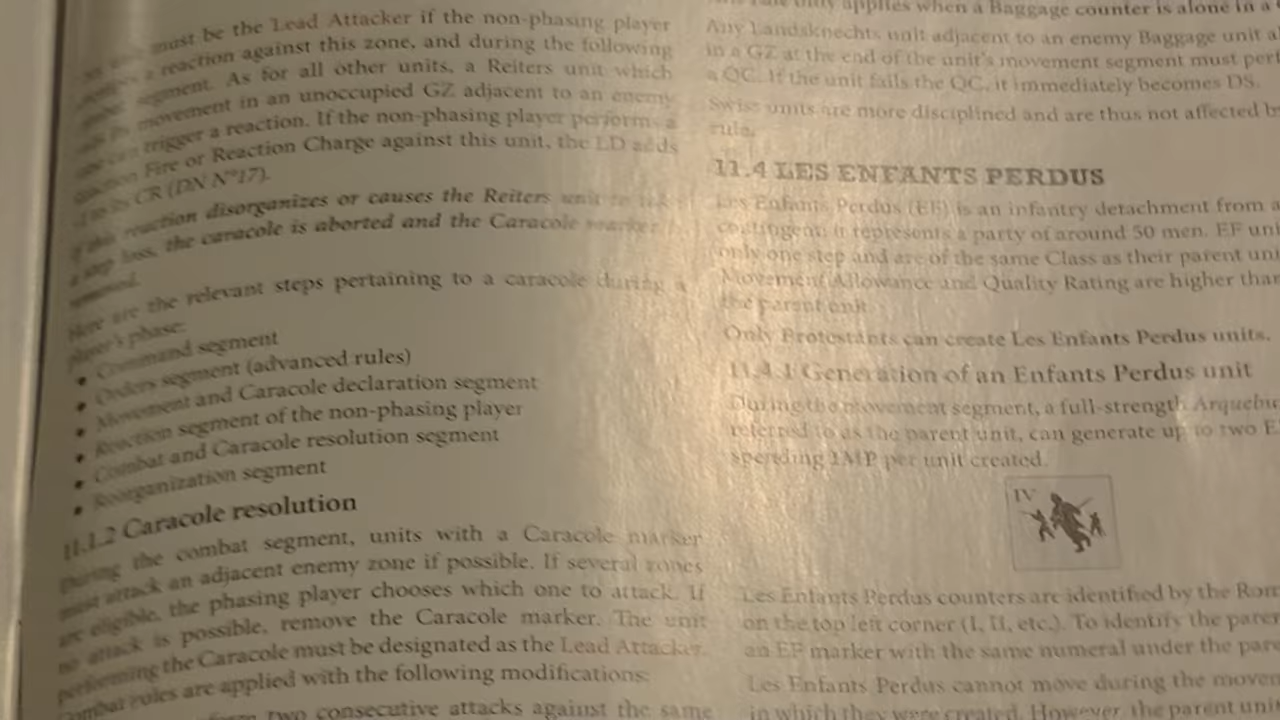 must be the Lead Attacker if the non-phasing player
a reaction against this zone, and during the following
segment. As for all other units, a Reiters unit which
movement in an unoccupied GZ adjacent to an enemy
trigger a reaction. If the non-phasing player performs a
Fire or Reaction Charge against this unit, the LD adds
CR (DN N°17).
reaction disorganizes or causes the Reiters unit to
a step loss, the caracole is aborted and the Caracole marker
Here are the relevant steps pertaining to a caracole during a
player's phase:
• Command segment
• Orders segment (advanced rules)
• Movement and Caracole declaration segment
• Reaction segment of the non-phasing player
• Combat and Caracole resolution segment
• Reorganization segment
11.1.2 Caracole resolution
During the combat segment, units with a Caracole marker
must attack an adjacent enemy zone if possible. If several zones
are eligible, the phasing player chooses which one to attack. If
no attack is possible, remove the Caracole marker. The unit
performing the Caracole must be designated as the Lead Attacker.
Combat rules are applied with the following modifications:
two consecutive attacks against the same
applies when a Baggage counter is alone in a
Any Landsknechts unit adjacent to an enemy Baggage unit
in a GZ at the end of the unit's movement segment must
a QC. If the unit fails the QC, it immediately becomes DS.
Swiss units are more disciplined and are thus not affected
rule.
11.4 LES ENFANTS PERDUS
Les Enfants Perdus (EF) is an infantry detachment from a
contingent; it represents a party of around 50 men. EF
only one step and are of the same Class as their parent
Movement Allowance and Quality Rating are higher
the parent unit.
Only Protestants can create Les Enfants Perdus units.
11.4.1 Generation of an Enfants Perdus unit
During the movement segment, a full-strength
referred to as the parent unit, can generate up to two
spending 1MP per unit created.
IV
Les Enfants Perdus counters are identified by the
on the top left corner (I, II, etc.). To identify the
an EF marker with the same numeral under the
Les Enfants Perdus cannot move during the
in which they were created. However, the parent unit